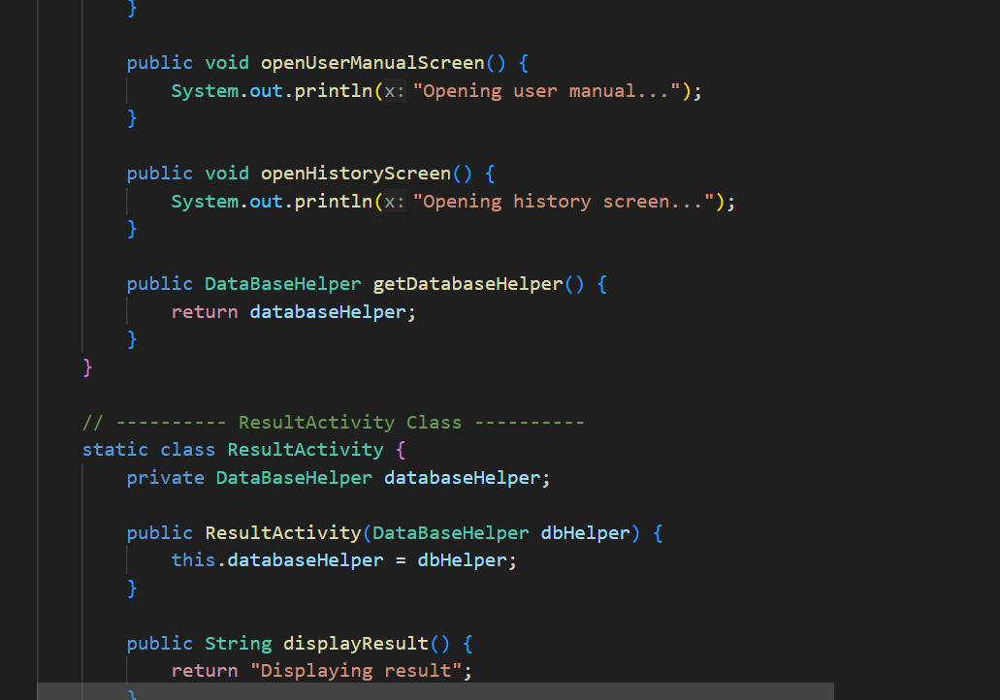 }
public void openUserManualScreen() {
System.out.println(x: "Opening user manual...");
}
public void openHistoryScreen() {
System.out.println(x: "Opening history screen...");
}
public DataBaseHelper getDatabaseHelper() {
return databaseHelper;
}
}
// ---------- ResultActivity Class ----------
static class ResultActivity {
private DataBaseHelper databaseHelper;
public ResultActivity(DataBaseHelper dbHelper) {
this.databaseHelper = dbHelper;
}
public String displayResult() {
return "Displaying result";
}